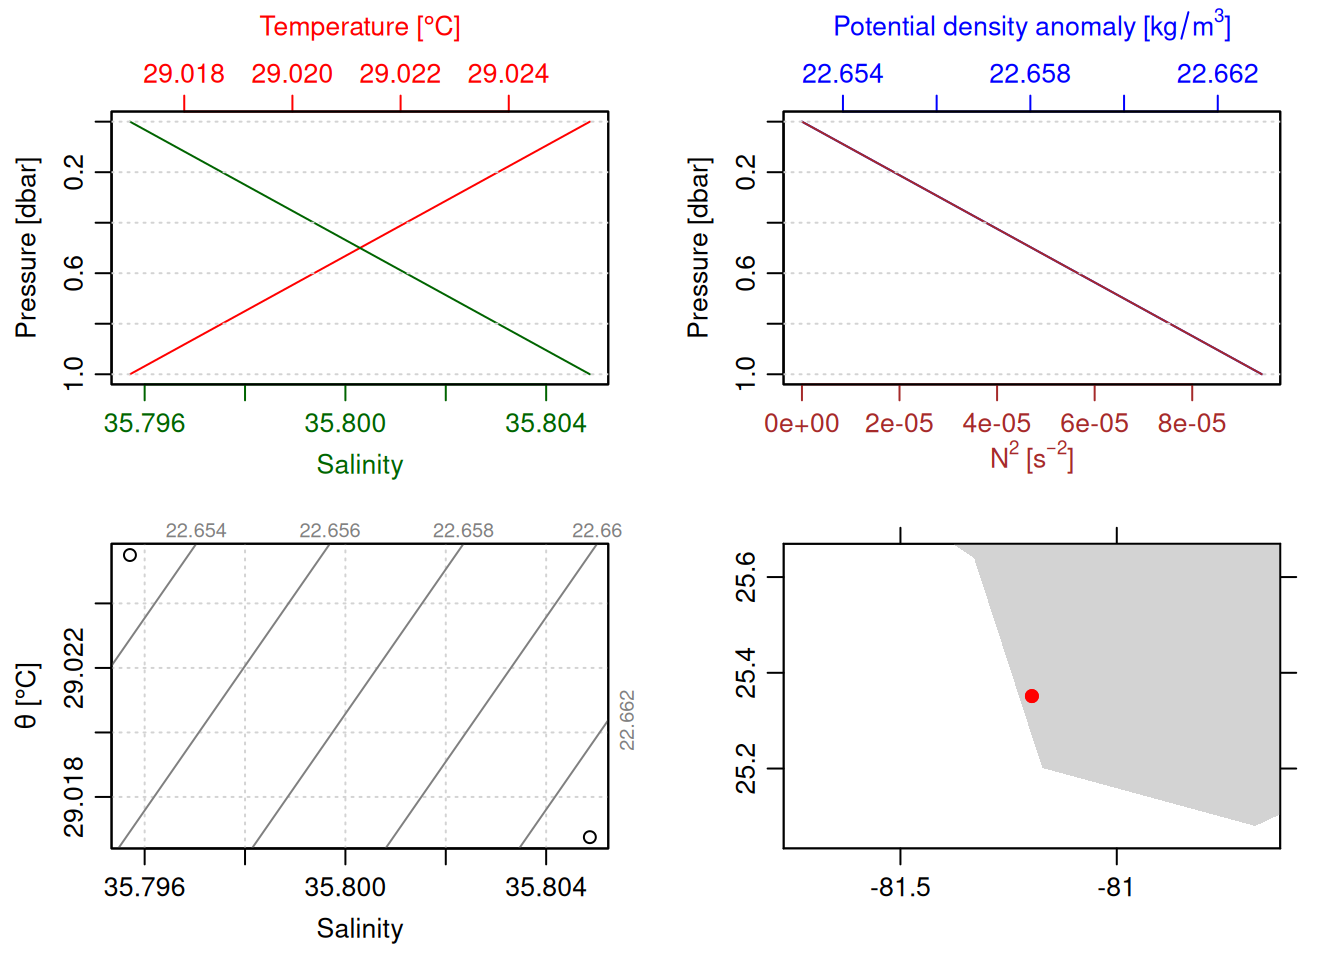 Temperature [°C]
29.018 29.020 29.022 29.024
Pressure [dbar]
0.2
0.6
1.0
35.796 35.800 35.804
Salinity
Potential density anomaly [kg/m³]
22.654 22.658 22.662
Pressure [dbar]
0.2
0.6
1.0
0e+00 2e-05 4e-05 6e-05 8e-05
N² [s⁻²]
22.654 22.656 22.658 22.66
22.662
θ [°C]
29.022
29.018
35.796 35.800 35.804
Salinity
25.6
25.4
25.2
-81.5 -81